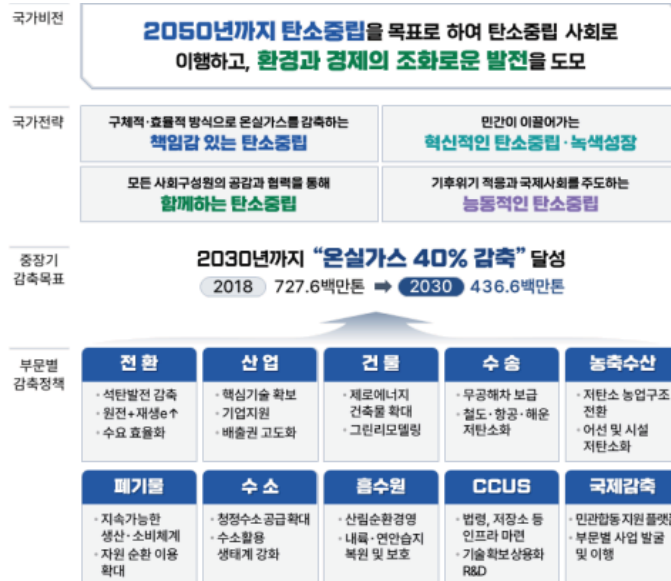 국가비전
2050년까지 탄소중립을 목표로 하여 탄소중립 사회로
이행하고, 환경과 경제의 조화로운 발전을 도모
국가전략
구체적·효율적 방식으로 온실가스를 감축하는
책임감 있는 탄소중립
민간이 이끌어가는
혁신적인 탄소중립·녹색성장
모든 사회구성원의 공감과 협력을 통해
함께하는 탄소중립
기후위기 적응과 국제사회를 주도하는
능동적인 탄소중립
중장기
감축목표
2030년까지 “온실가스 40% 감축” 달성
2018 727.6백만톤 ➡ 2030 436.6백만톤
부문별
감축정책
전환
· 석탄발전 감축
· 원전+재생e↑
· 수요 효율화
산업
· 핵심기술 확보
· 기업지원
· 배출권 고도화
건물
· 제로에너지
건축물 확대
· 그린리모델링
수송
· 무공해차 보급
· 철도·항공·해운
저탄소화
농축수산
· 저탄소 농업구조
전환
· 어선 및 시설
저탄소화
폐기물
· 지속가능한
생산·소비체계
· 자원 순환 이용
확대
수소
· 청정수소 공급 확대
· 수소활용
생태계 강화
흡수원
· 산림순환경영
· 내륙·연안습지
복원 및 보호
CCUS
· 법령, 저장소 등
인프라 마련
· 기술확보 상용화
R&D
국제감축
· 민관합동 지원 플랫폼
· 부문별 사업 발굴
및 이행